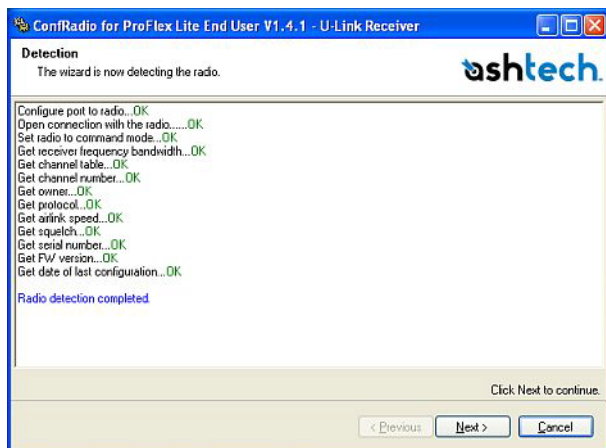 ConfRadio for ProFlex Lite End User V1.4.1 - U-Link Receiver
Detection
The wizard is now detecting the radio.
ashtech.
Configure port to radio...OK
Open connection with the radio......OK
Set radio to command mode...OK
Get receiver frequency bandwidth...OK
Get channel table...OK
Get channel number...OK
Get owner...OK
Get protocol...OK
Get airlink speed...OK
Get squelch...OK
Get serial number...OK
Get FW version...OK
Get date of last configuration...OK
Radio detection completed.
Click Next to continue.
< Previous
Next >
Cancel